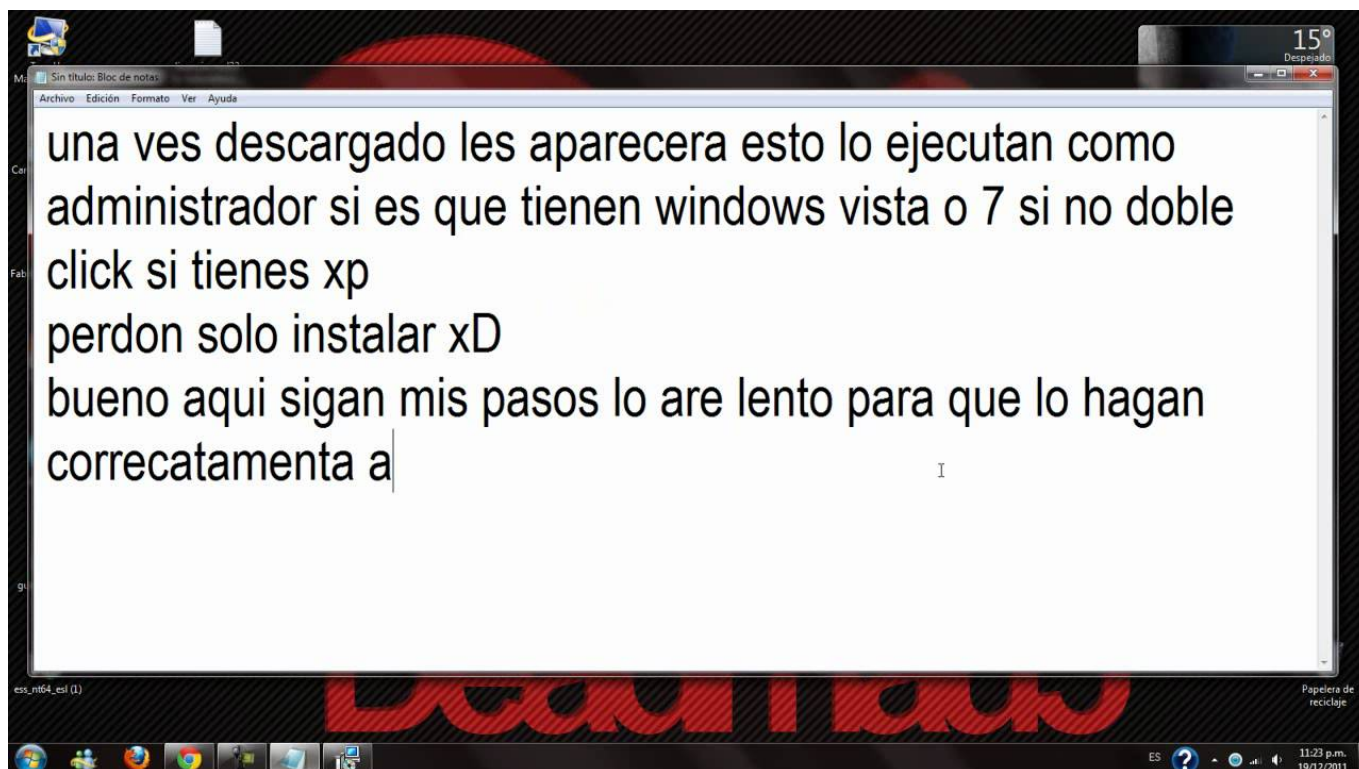 15°
Despejado
Sin título: Bloc de notas
Archivo Edición Formato Ver Ayuda
una ves descargado les aparecera esto lo ejecutan como
administrador si es que tienen windows vista o 7 si no doble
click si tienes xp
perdon solo instalar xD
bueno aqui sigan mis pasos lo are lento para que lo hagan
correcatamenta a
ess_nt64_esl (1)
Papelera de
reciclaje
ES
11:23 p.m.
19/12/2011